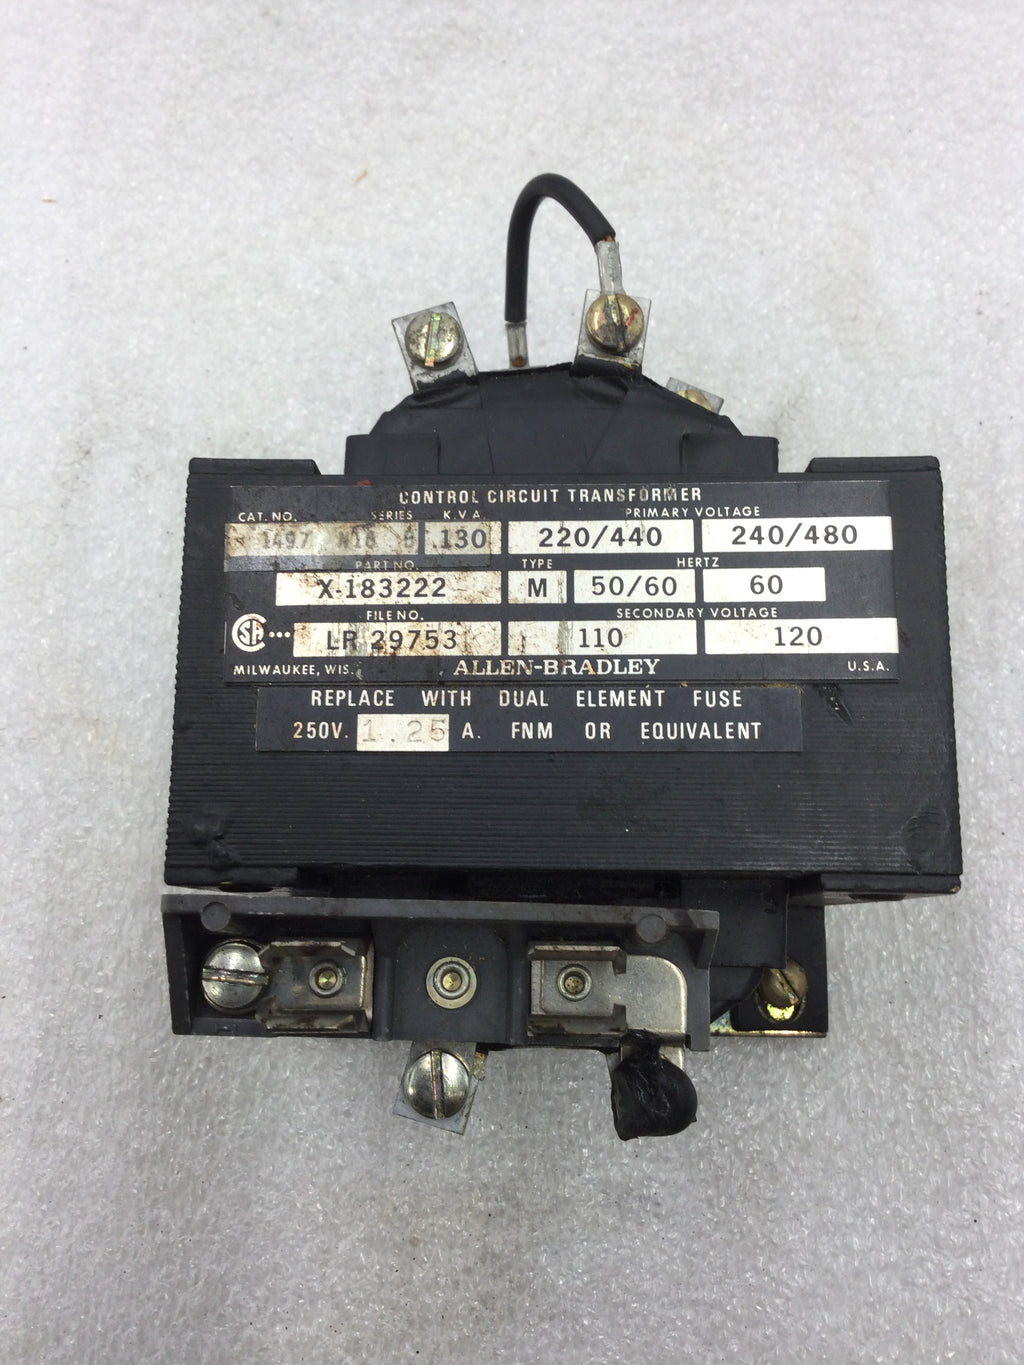 CONTROL CIRCUIT TRANSFORMER
CAT. NO. SERIES K.V.A. PRIMARY VOLTAGE
1497 N18 .130 220/440 240/480
PART NO. TYPE HERTZ
X-183222 M 50/60 60
FILE NO. SECONDARY VOLTAGE
CSA LR 29753 110 120
MILWAUKEE, WIS. ALLEN-BRADLEY U.S.A.
REPLACE WITH DUAL ELEMENT FUSE
250V. 1.25 A. FNM OR EQUIVALENT